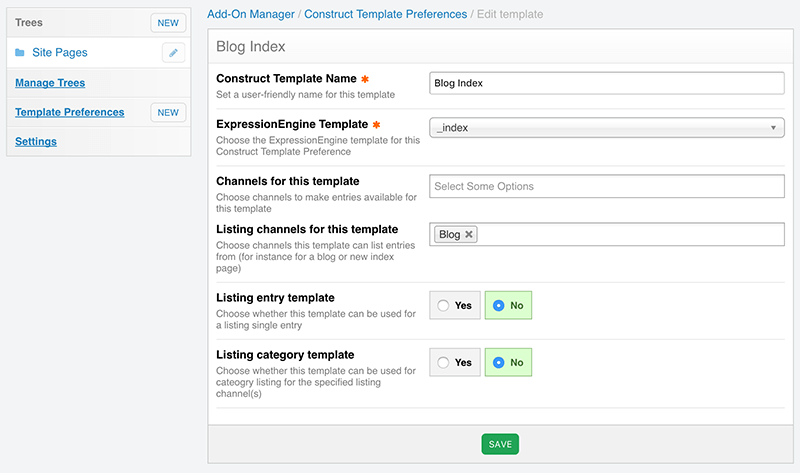 Trees NEW
Site Pages
Manage Trees
Template Preferences NEW
Settings
Add-On Manager / Construct Template Preferences / Edit template
Blog Index
Construct Template Name *
Set a user-friendly name for this template
Blog Index
ExpressionEngine Template *
Choose the ExpressionEngine template for this
Construct Template Preference
_index
Channels for this template
Choose channels to make entries available for
this template
Select Some Options
Listing channels for this template
Choose channels this template can list entries
from (for instance for a blog or new index
page)
Blog ✖
Listing entry template
Choose whether this template can be used for
a listing single entry
Yes No
Listing category template
Choose whether this template can be used for
cateogry listing for the specified listing
channel(s)
Yes No
SAVE